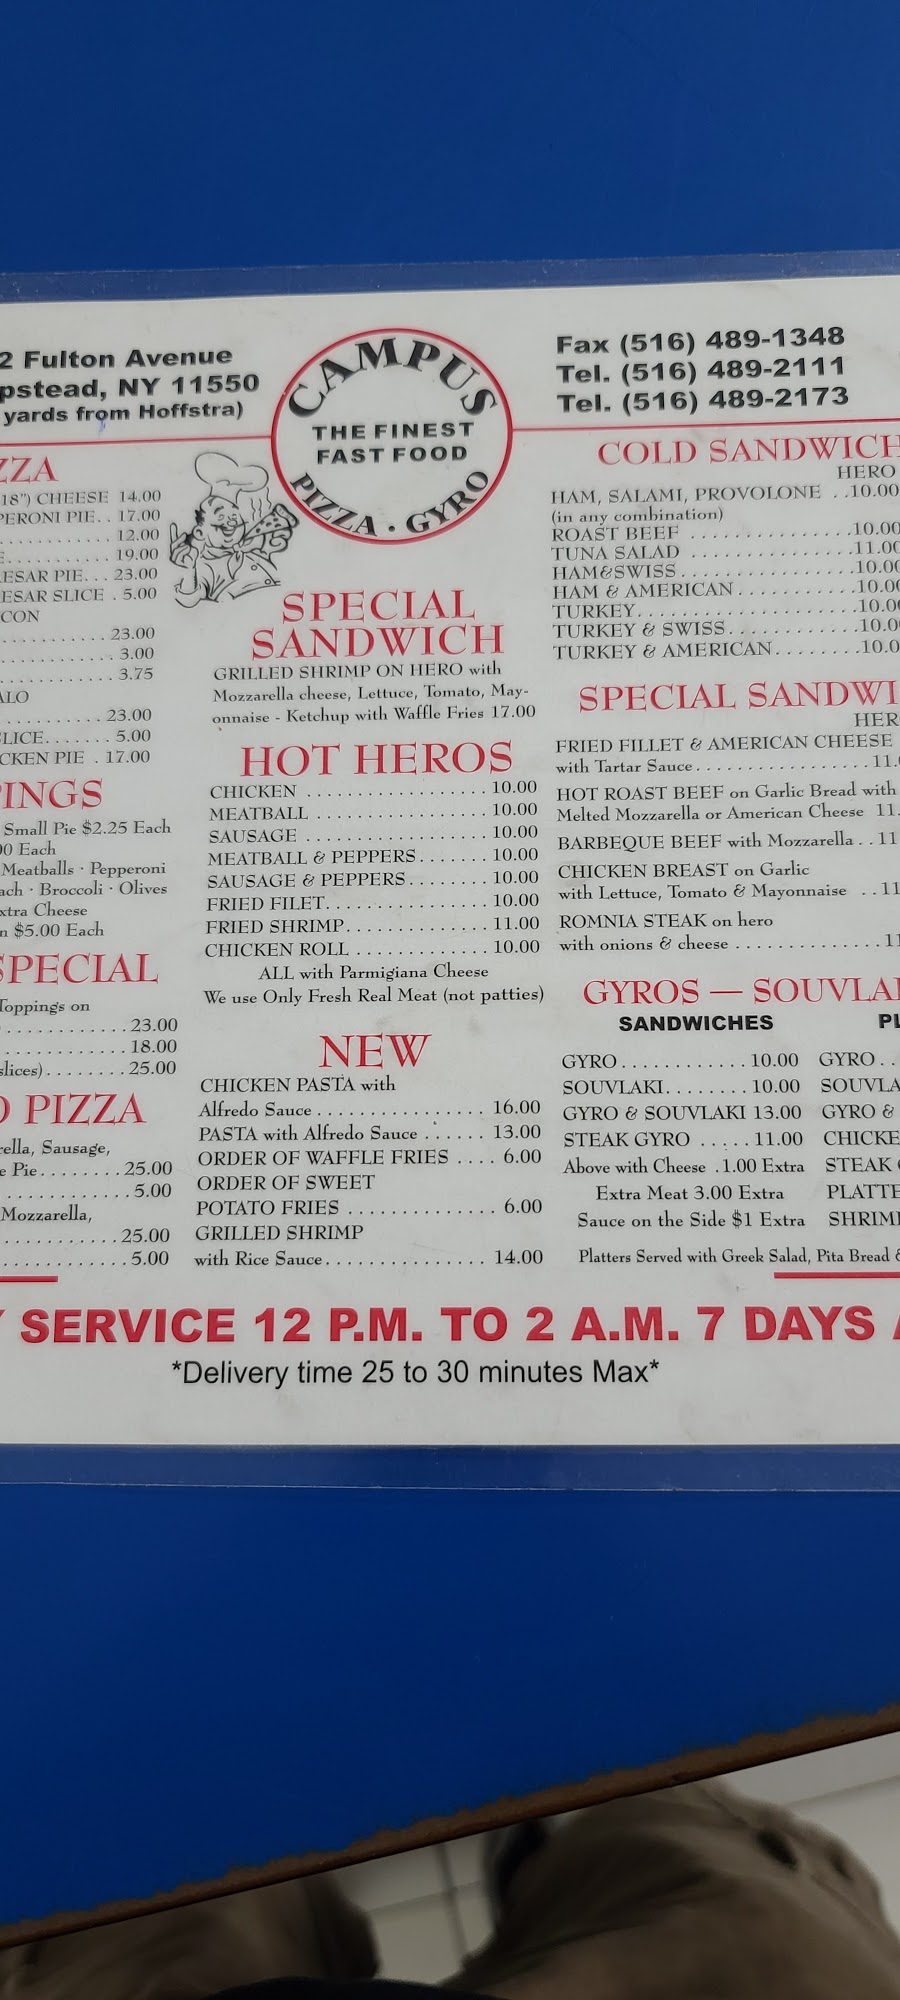 2 Fulton Avenue
pstead, NY 11550
yards from Hoffstra)
CAMPUS
THE FINEST
FAST FOOD
PIZZA · GYRO
Fax (516) 489-1348
Tel. (516) 489-2111
Tel. (516) 489-2173
ZZA
18") CHEESE 14.00
PERONI PIE. . 17.00
. . . . . . . . . . . . 12.00
E. . . . . . . . . . . . 19.00
ESAR PIE. . . 23.00
ESAR SLICE . 5.00
CON
. . . . . . . . . . . . 23.00
. . . . . . . . . . . . 3.00
. . . . . . . . . . . . 3.75
ALO
. . . . . . . . . . . . 23.00
SLICE. . . . . . . 5.00
CKEN PIE . 17.00
PINGS
Small Pie $2.25 Each
00 Each
Meatballs · Pepperoni
ach · Broccoli · Olives
xtra Cheese
n $5.00 Each
SPECIAL
Toppings on
. . . . . . . . . . . . 23.00
. . . . . . . . . . . . 18.00
slices) . . . . . . . . 25.00
D PIZZA
rella, Sausage,
e Pie. . . . . . . . 25.00
. . . . . . . . . . . . 5.00
Mozzarella,
. . . . . . . . . . . . 25.00
. . . . . . . . . . . . 5.00
SPECIAL
SANDWICH
GRILLED SHRIMP ON HERO with
Mozzarella cheese, Lettuce, Tomato, May-
onnaise - Ketchup with Waffle Fries 17.00
HOT HEROS
CHICKEN . . . . . . . . . . . . . . . . 10.00
MEATBALL . . . . . . . . . . . . . . . 10.00
SAUSAGE . . . . . . . . . . . . . . . . 10.00
MEATBALL & PEPPERS. . . . . . . 10.00
SAUSAGE & PEPPERS. . . . . . . . 10.00
FRIED FILET. . . . . . . . . . . . . . 10.00
FRIED SHRIMP. . . . . . . . . . . . . 11.00
CHICKEN ROLL . . . . . . . . . . . . 10.00
ALL with Parmigiana Cheese
We use Only Fresh Real Meat (not patties)
NEW
CHICKEN PASTA with
Alfredo Sauce . . . . . . . . . . . . . . 16.00
PASTA with Alfredo Sauce . . . . . . 13.00
ORDER OF WAFFLE FRIES . . . . 6.00
ORDER OF SWEET
POTATO FRIES . . . . . . . . . . . . . 6.00
GRILLED SHRIMP
with Rice Sauce. . . . . . . . . . . . . . 14.00
COLD SANDWICH
HERO
HAM, SALAMI, PROVOLONE . .10.00
(in any combination)
ROAST BEEF . . . . . . . . . . . . . . .10.00
TUNA SALAD . . . . . . . . . . . . . . .11.00
HAM&SWISS . . . . . . . . . . . . . . .10.00
HAM & AMERICAN . . . . . . . . . . .10.00
TURKEY. . . . . . . . . . . . . . . . . . .10.00
TURKEY & SWISS. . . . . . . . . . . .10.0
TURKEY & AMERICAN. . . . . . . .10.0
SPECIAL SANDWI
HER
FRIED FILLET & AMERICAN CHEESE
with Tartar Sauce . . . . . . . . . . . . . . . 11.
HOT ROAST BEEF on Garlic Bread with
Melted Mozzarella or American Cheese 11.
BARBEQUE BEEF with Mozzarella . . 11
CHICKEN BREAST on Garlic
with Lettuce, Tomato & Mayonnaise . . 11
ROMNIA STEAK on hero
with onions & cheese . . . . . . . . . . . . . 11
GYROS — SOUVLA
SANDWICHES
GYRO . . . . . . . . . . . . 10.00
SOUVLAKI. . . . . . . . 10.00
GYRO & SOUVLAKI 13.00
STEAK GYRO . . . . . 11.00
Above with Cheese . 1.00 Extra
Extra Meat 3.00 Extra
Sauce on the Side $1 Extra
PL
GYRO . .
SOUVLA
GYRO &
CHICKE
STEAK
PLATTE
SHRIM
Platters Served with Greek Salad, Pita Bread &
Y SERVICE 12 P.M. TO 2 A.M. 7 DAYS A
*Delivery time 25 to 30 minutes Max*